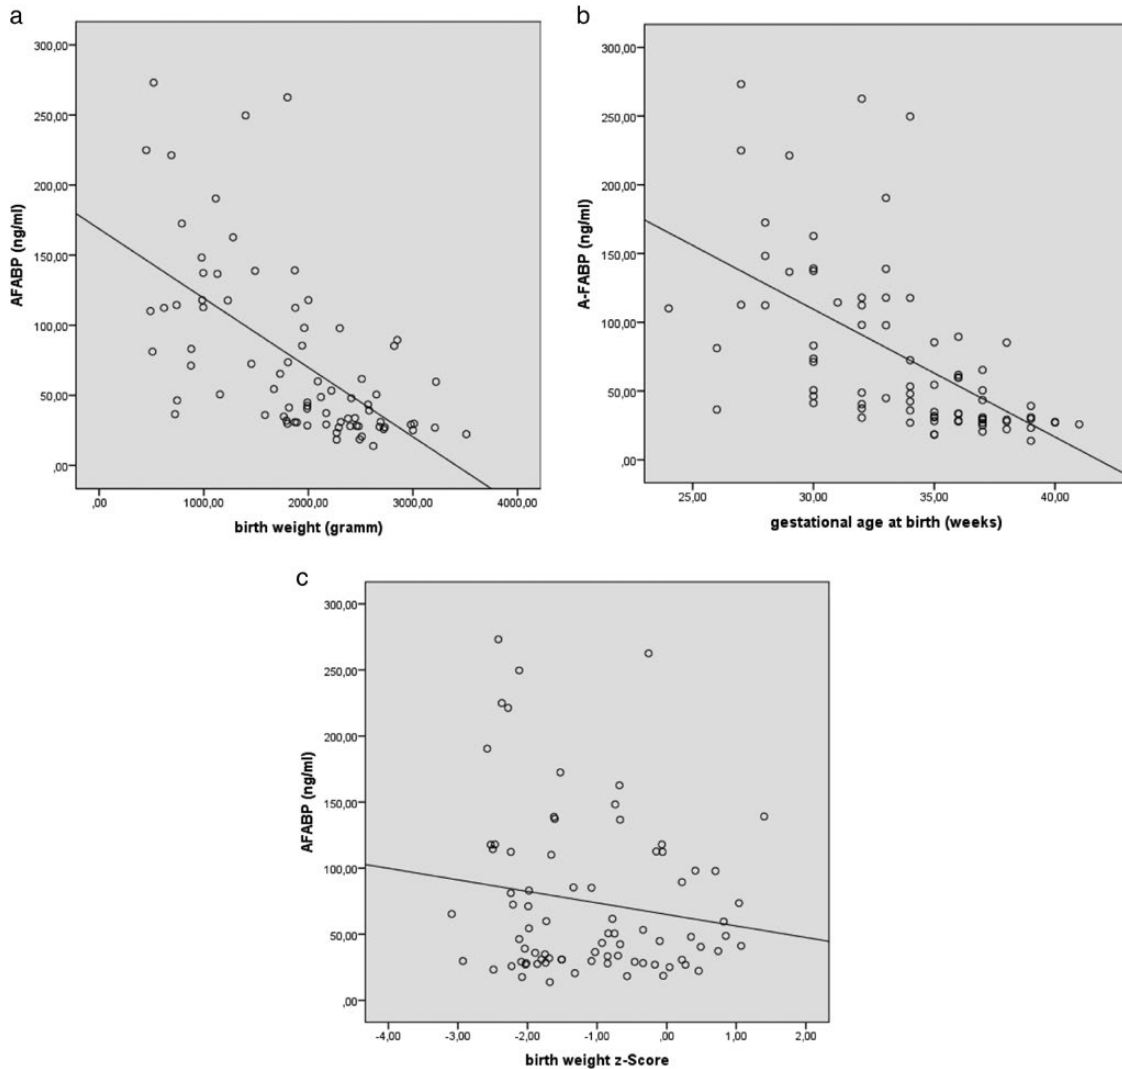 a
300,00
250,00
200,00
150,00
100,00
50,00
,00
AFABP (ng/ml)
,00 1000,00 2000,00 3000,00 4000,00
birth weight (gramm)
b
300,00
250,00
200,00
150,00
100,00
50,00
,00
A-FABP (ng/ml)
25,00 30,00 35,00 40,00
gestational age at birth (weeks)
c
300,00
250,00
200,00
150,00
100,00
50,00
,00
AFABP (ng/ml)
-4,00 -3,00 -2,00 -1,00 ,00 1,00 2,00
birth weight z-Score